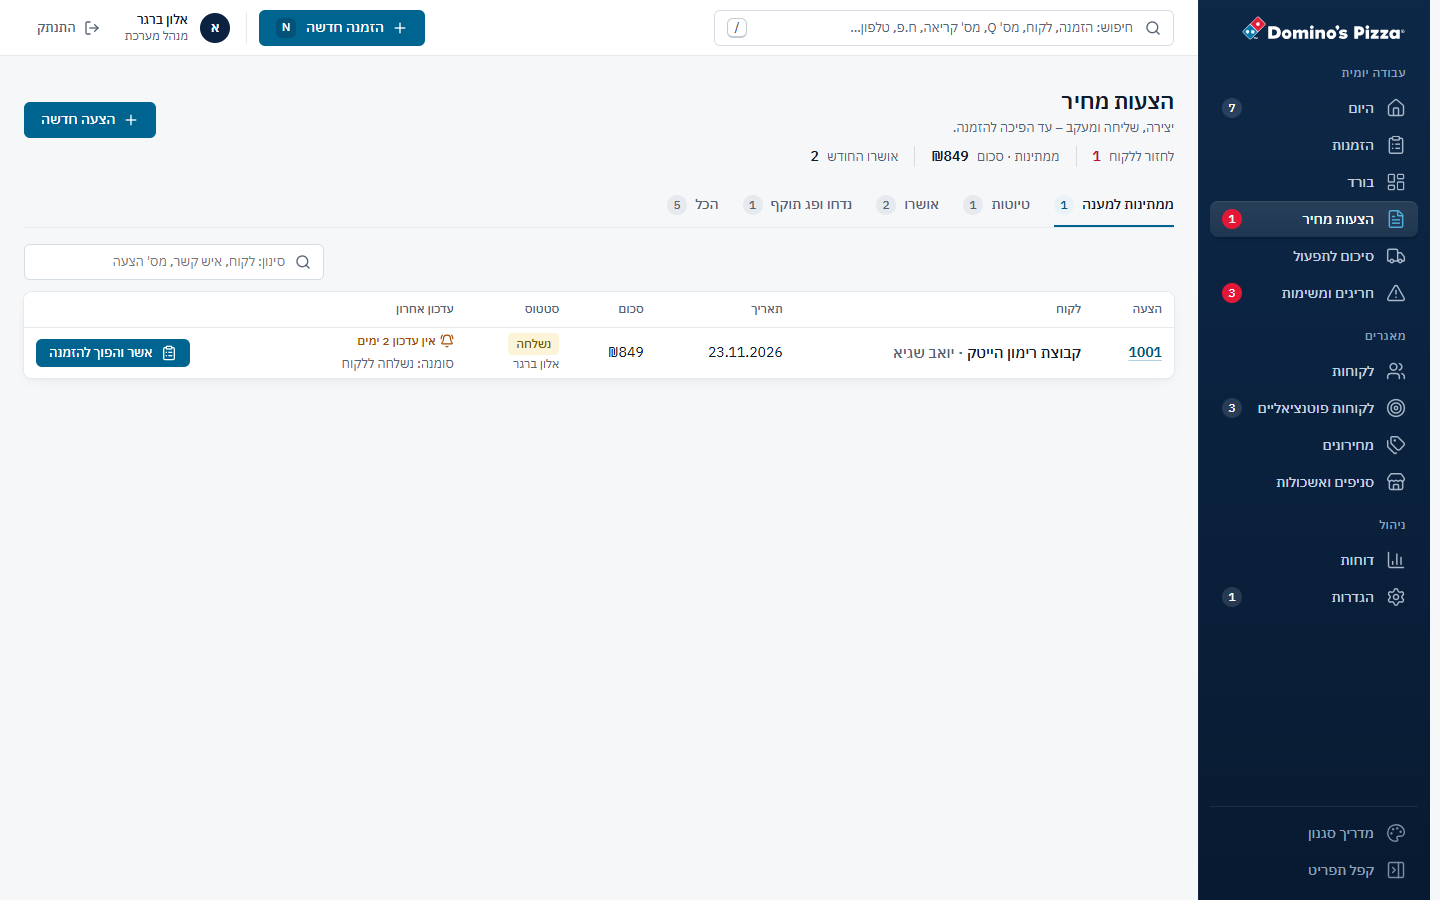 Domino's Pizza
עבודה יומית
היום 7
הזמנות
בורד
הצעות מחיר 1
סיכום לתפעול
חריגים ומשימות 3
מאגרים
לקוחות
לקוחות פוטנציאליים 3
מחירונים
סניפים ואשכולות
ניהול
דוחות
הגדרות 1
מדריך סגנון
קפל תפריט
חיפוש: הזמנה, לקוח, מס' Q, מס' קריאה, ח.פ, טלפון... /
הזמנה חדשה N
אלון ברגר
מנהל מערכת
א
התנתק
הצעות מחיר
יצירה, שליחה ומעקב – עד הפיכה להזמנה.
הצעה חדשה
לחזור ללקוח 1 ממתינות · סכום ₪849 אושרו החודש 2
ממתינות למענה 1 טיוטות 1 אושרו 2 נדחו ופג תוקף 1 הכל 5
סינון: לקוח, איש קשר, מס' הצעה
הצעה לקוח תאריך סכום סטטוס עדכון אחרון
1001 קבוצת רימון הייטק · יואב שגיא 23.11.2026 ₪849 נשלחה אין עדכון 2 ימים אשר והפוך להזמנה
אלון ברגר סומנה: נשלחה ללקוח